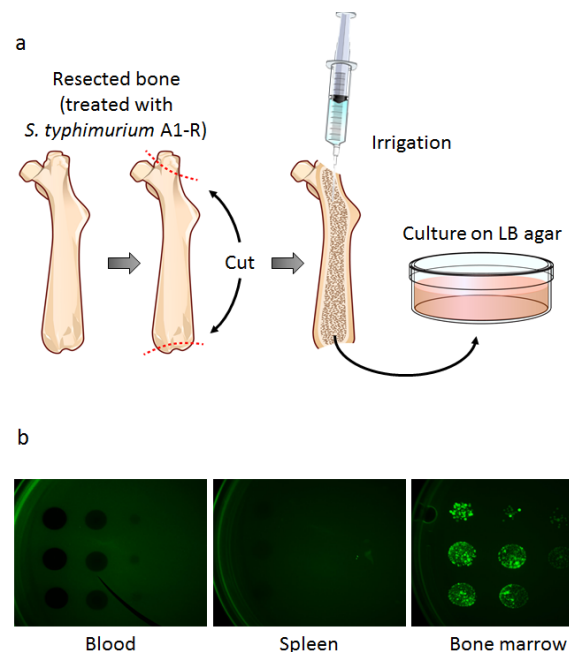 a
Resected bone
(treated with
S. typhimurium A1-R)
Irrigation
Culture on LB agar
Cut
b
Blood
Spleen
Bone marrow